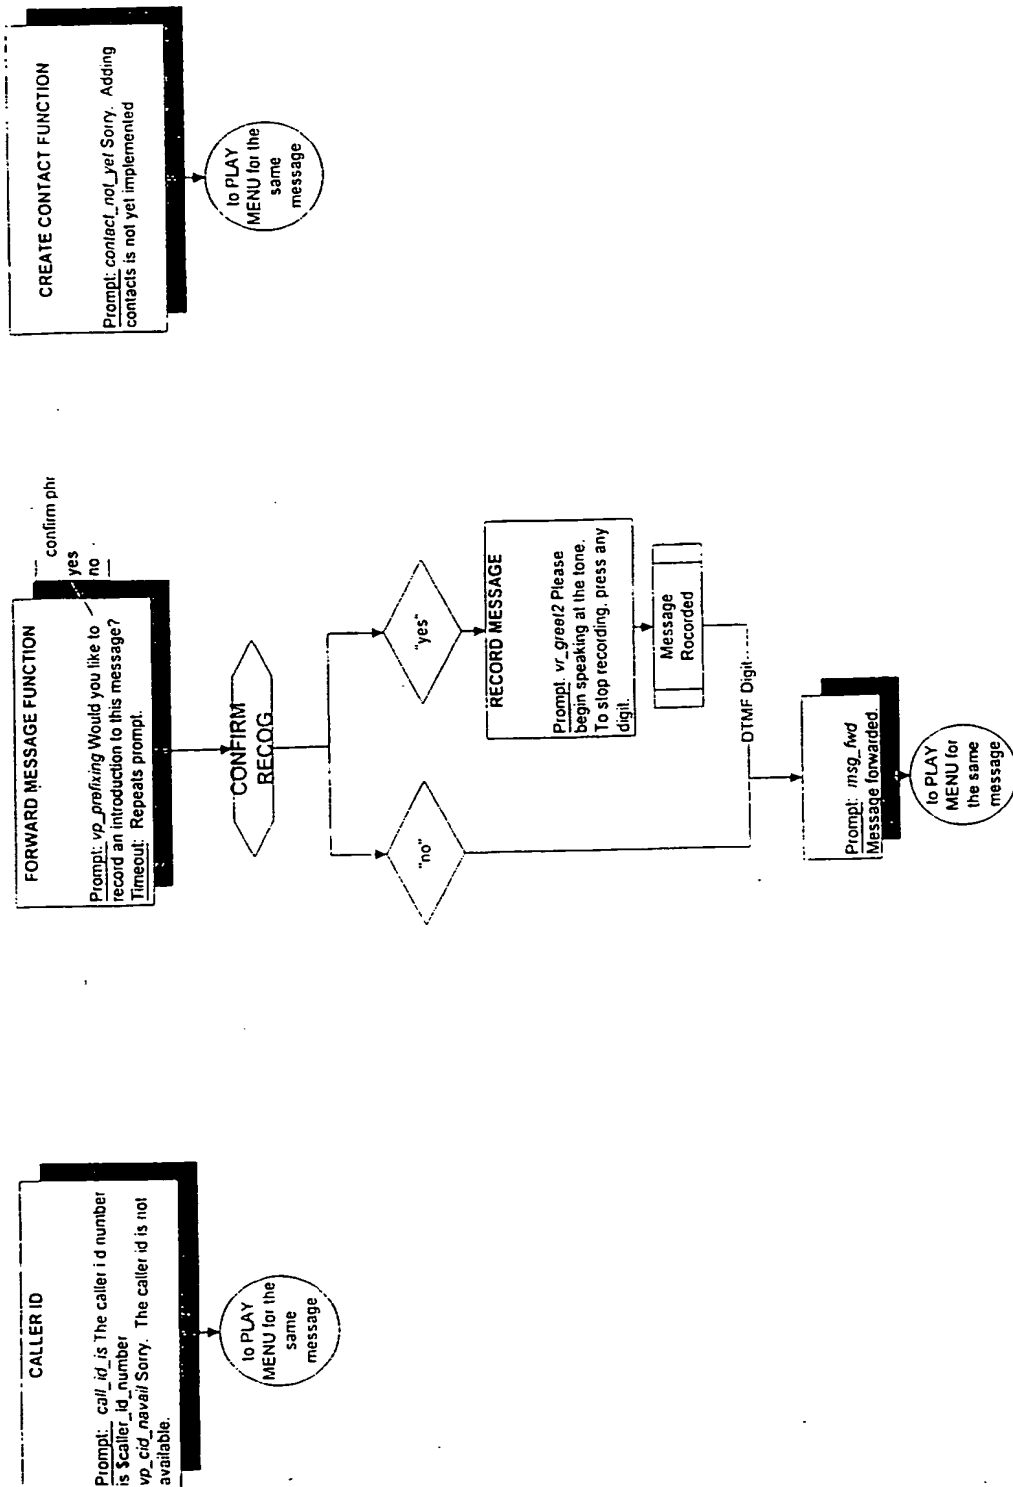 CALLER ID
Prompt: call_id_is The caller i d number
is $caller_id_number
vp_cid_navail Sorry. The caller id is not
available.
to PLAY
MENU for the
same
message
FORWARD MESSAGE FUNCTION
Prompt: vp_prefixing Would you like to
record an introduction to this message?
Timeout: Repeats prompt.
confirm phr
yes
no
CONFIRM
RECOG
"no"
"yes"
RECORD MESSAGE
Prompt: vr_greet2 Please
begin speaking at the tone.
To stop recording, press any
digit.
Message
Rocorded
DTMF Digit
Prompt: msg_fwd
Message forwarded.
to PLAY
MENU for
the same
message
CREATE CONTACT FUNCTION
Prompt: contact_not_yet Sorry. Adding
contacts is not yet implemented
to PLAY
MENU for the
same
message